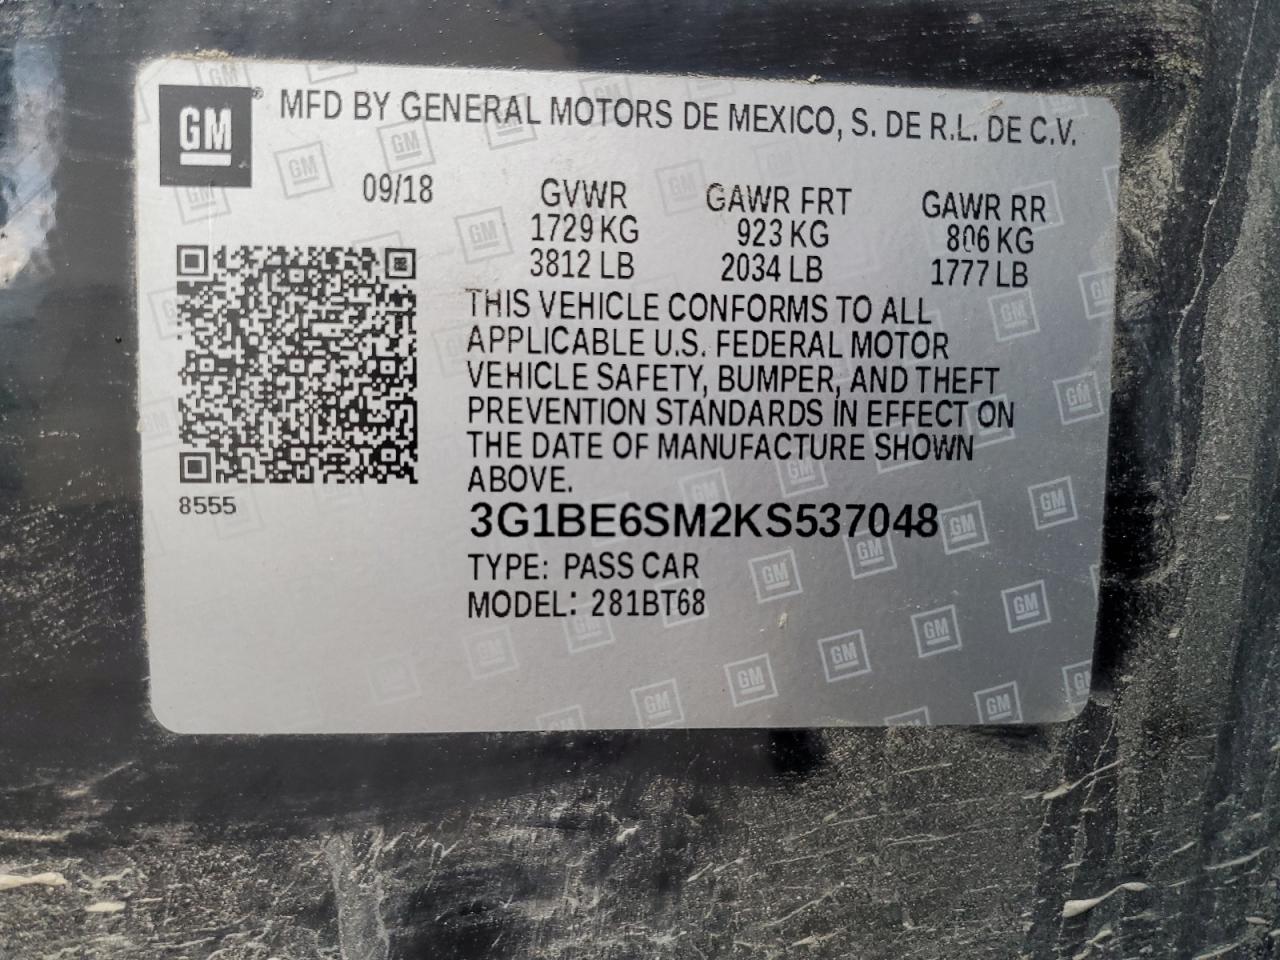 GM® MFD BY GENERAL MOTORS DE MEXICO, S. DE R.L. DE C.V.
09/18 GVWR GAWR FRT GAWR RR
1729 KG 923 KG 806 KG
3812 LB 2034 LB 1777 LB
THIS VEHICLE CONFORMS TO ALL
APPLICABLE U.S. FEDERAL MOTOR
VEHICLE SAFETY, BUMPER, AND THEFT
PREVENTION STANDARDS IN EFFECT ON
THE DATE OF MANUFACTURE SHOWN
ABOVE.
8555
3G1BE6SM2KS537048
TYPE: PASS CAR
MODEL: 281BT68